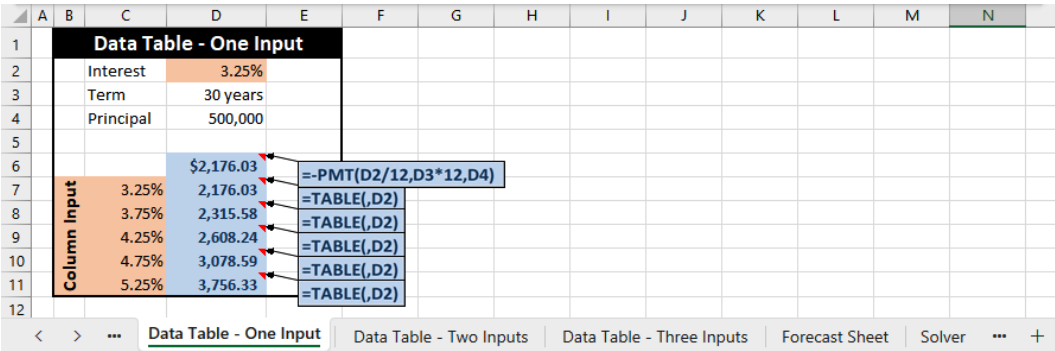 A B C D E F G H I J K L M N
1 Data Table - One Input
2 Interest 3.25%
3 Term 30 years
4 Principal 500,000
5
6 $2,176.03 =-PMT(D2/12,D3*12,D4)
Column Input
7 3.25% 2,176.03 =TABLE(,D2)
8 3.75% 2,315.58 =TABLE(,D2)
9 4.25% 2,608.24 =TABLE(,D2)
10 4.75% 3,078.59 =TABLE(,D2)
11 5.25% 3,756.33 =TABLE(,D2)
12
Data Table - One Input Data Table - Two Inputs Data Table - Three Inputs Forecast Sheet Solver